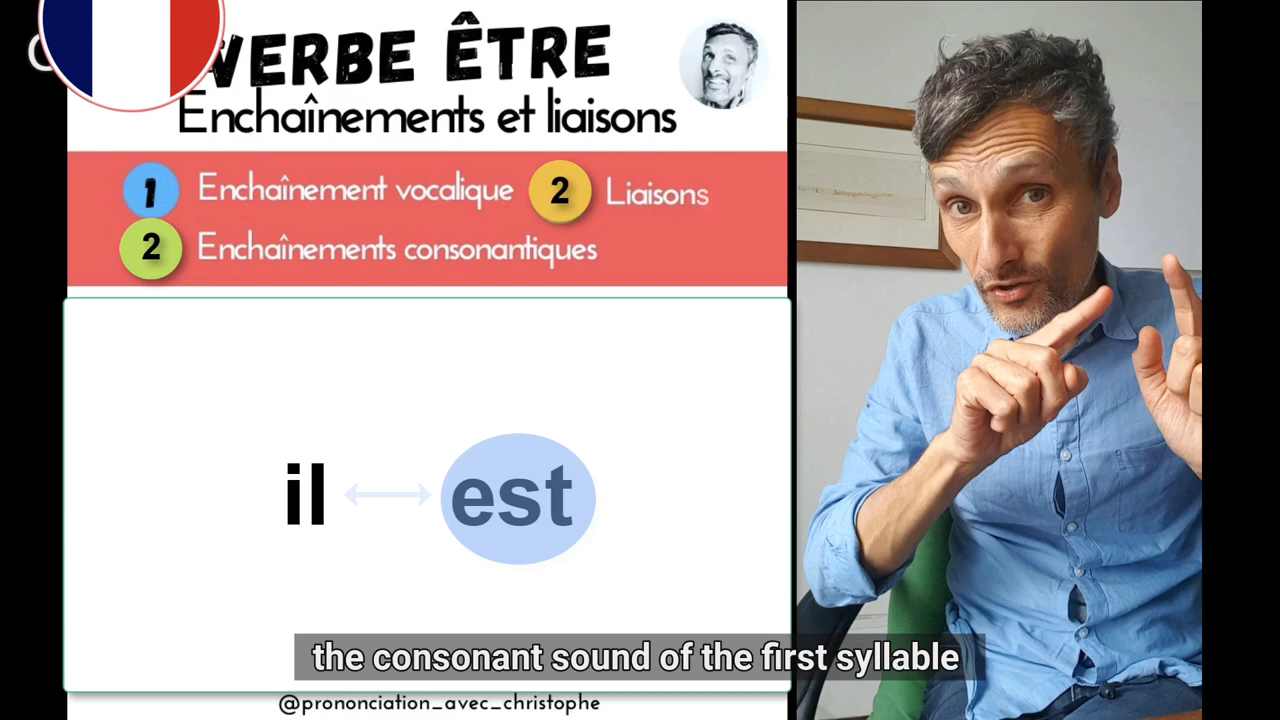 VERBE ÊTRE
Enchaînements et liaisons
1 Enchaînement vocalique 2 Liaisons
2 Enchaînements consonantiques
il est
the consonant sound of the first syllable
@prononciation_avec_christophe